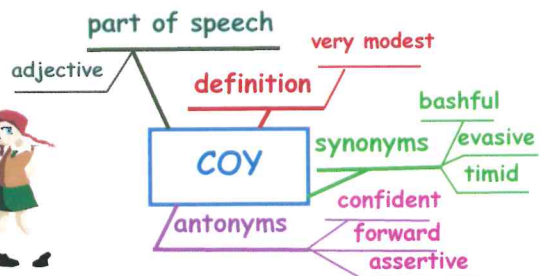 part of speech
adjective
very modest
definition
COY
synonyms
bashful
evasive
timid
antonyms
confident
forward
assertive